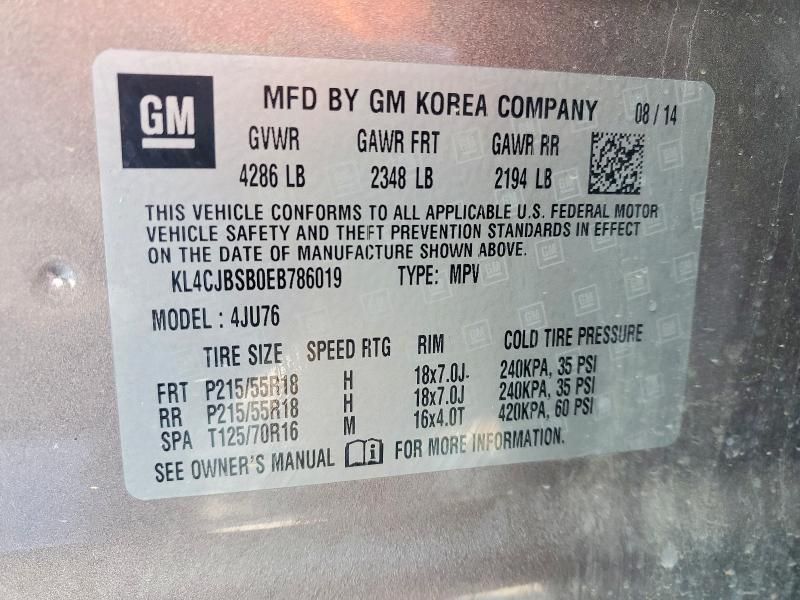 GM
MFD BY GM KOREA COMPANY 08 / 14
GVWR GAWR FRT GAWR RR
4286 LB 2348 LB 2194 LB
THIS VEHICLE CONFORMS TO ALL APPLICABLE U.S. FEDERAL MOTOR
VEHICLE SAFETY AND THEFT PREVENTION STANDARDS IN EFFECT
ON THE DATE OF MANUFACTURE SHOWN ABOVE.
KL4CJBSB0EB786019 TYPE: MPV
MODEL : 4JU76
TIRE SIZE SPEED RTG RIM COLD TIRE PRESSURE
FRT P215/55R18 H 18x7.0J 240KPA, 35 PSI
RR P215/55R18 H 18x7.0J 240KPA, 35 PSI
SPA T125/70R16 M 16x4.0T 420KPA, 60 PSI
SEE OWNER'S MANUAL FOR MORE INFORMATION.